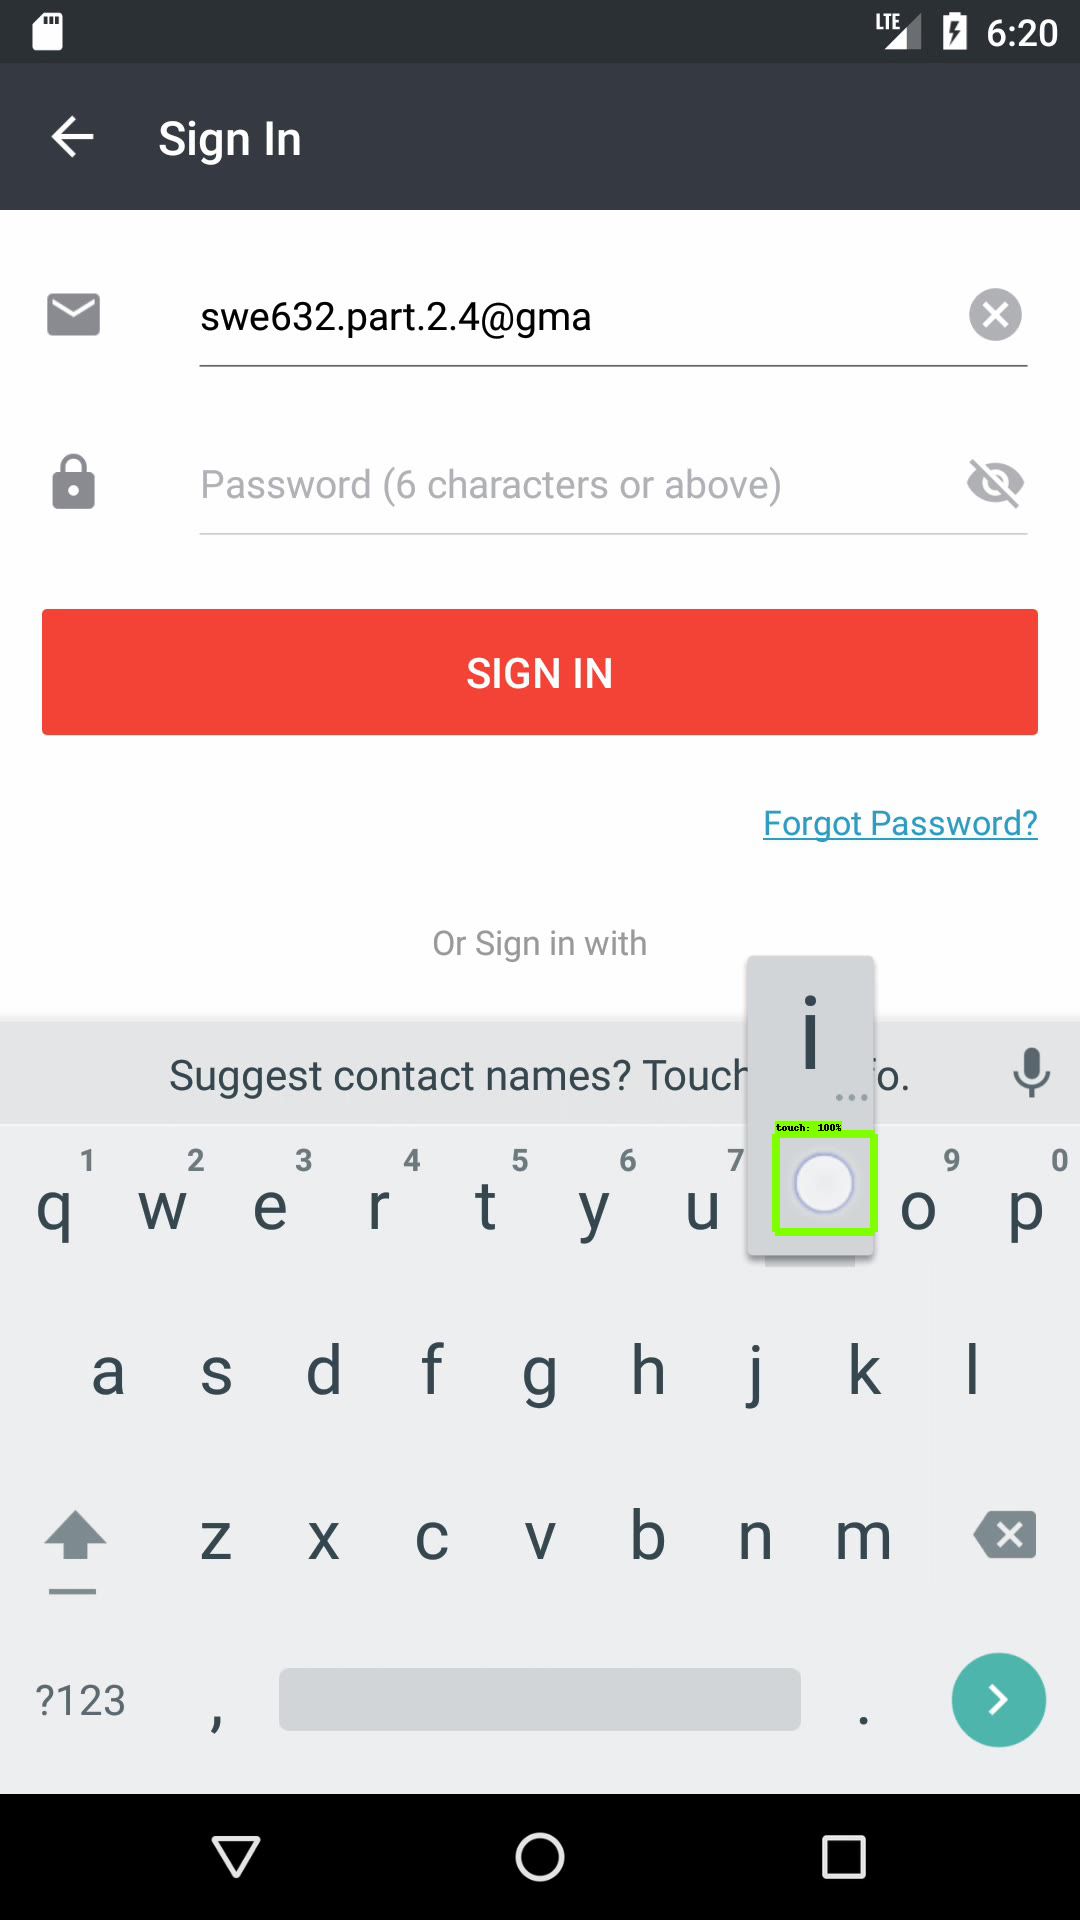 LTE 6:20
Sign In
swe632.part.2.4@gma
Password (6 characters or above)
SIGN IN
Forgot Password?
Or Sign in with
i
Suggest contact names? Touch fo.
...
touch: 100%
1 2 3 4 5 6 7 9 0
q w e r t y u o p
a s d f g h j k l
z x c v b n m
?123 , .